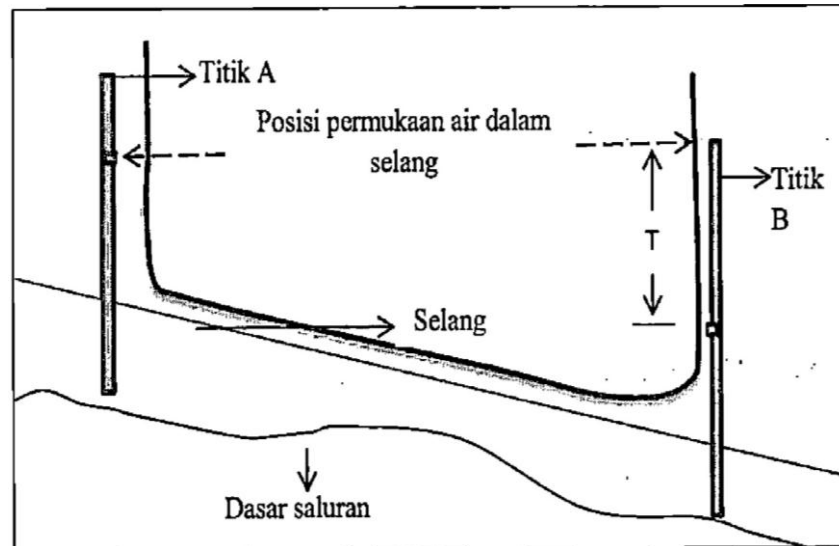 Titik A
Posisi permukaan air dalam
selang
Titik
B
T
Selang
Dasar saluran